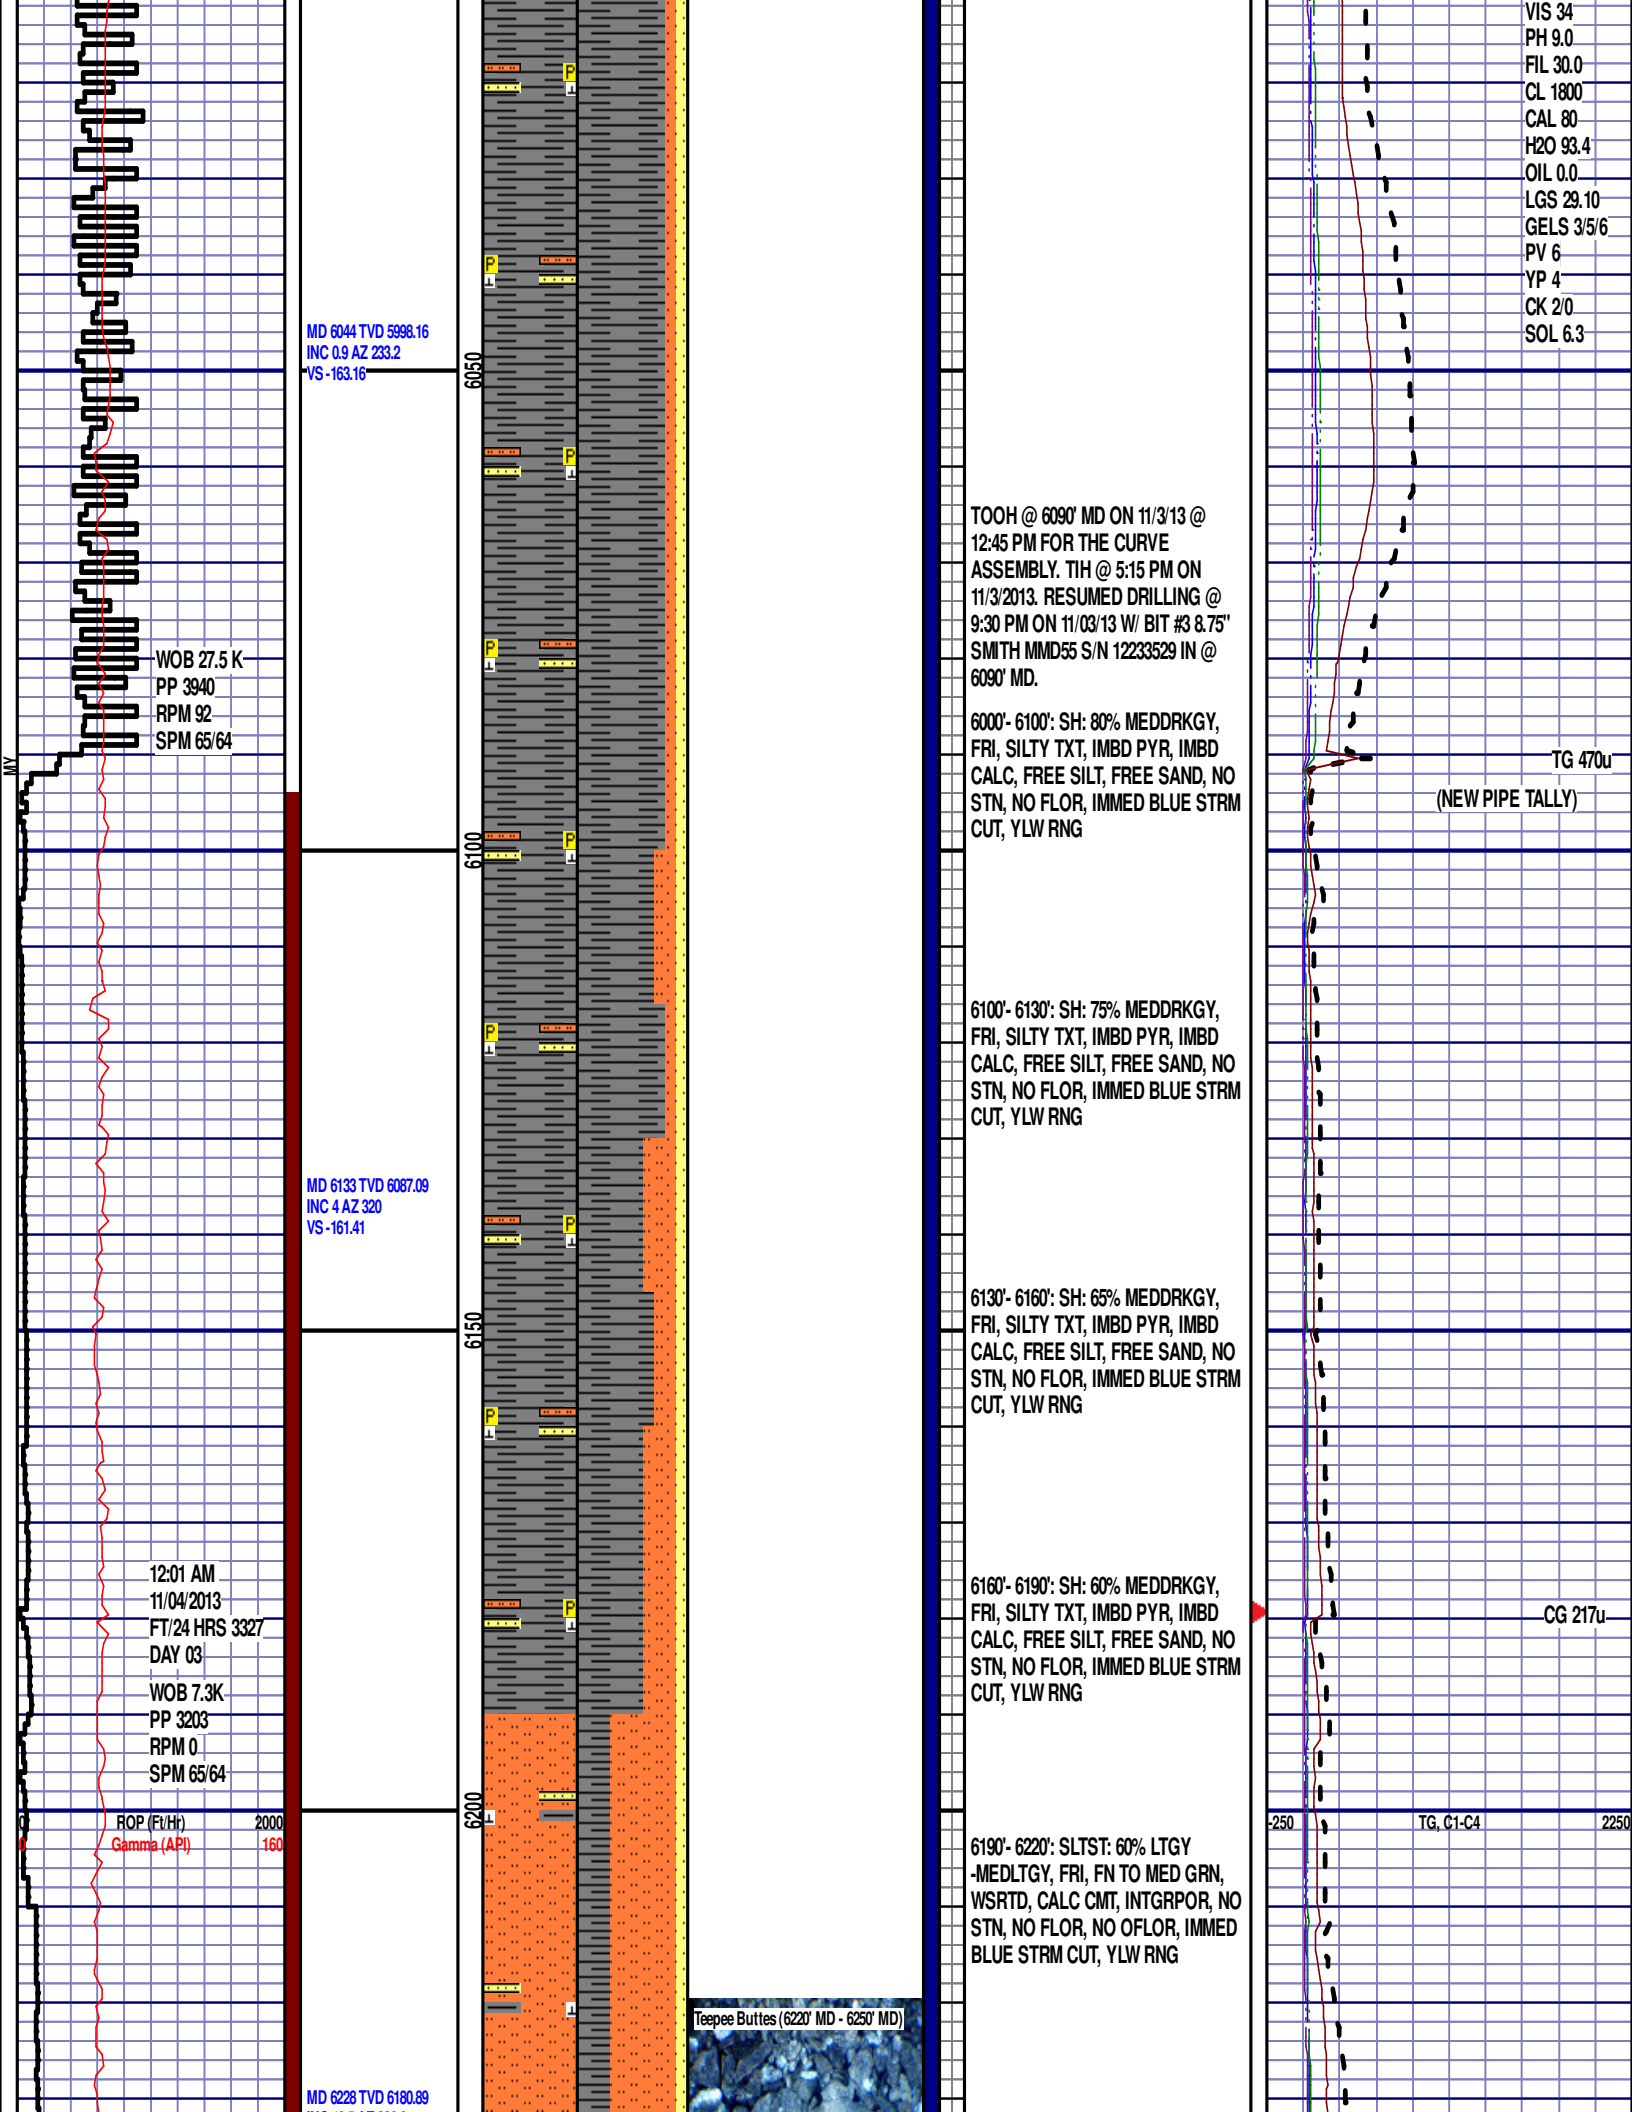 VIS 34
PH 9.0
FIL 30.0
CL 1800
CAL 80
H2O 93.4
OIL 0.0
LGS 29.10
GELS 3/5/6
PV 6
YP 4
CK 2/0
SOL 6.3
P
P
MD 6044 TVD 5998.16
INC 0.9 AZ 233.2
VS -163.16
6050
P
TOOH @ 6090' MD ON 11/3/13 @
12:45 PM FOR THE CURVE
ASSEMBLY. TIH @ 5:15 PM ON
11/3/2013. RESUMED DRILLING @
9:30 PM ON 11/03/13 W/ BIT #3 8.75"
SMITH MMD55 S/N 12233529 IN @
6090' MD.
P
WOB 27.5 K
PP 3940
RPM 92
SPM 65/64
MY
6000'- 6100': SH: 80% MEDDRKGY,
FRI, SILTY TXT, IMBD PYR, IMBD
CALC, FREE SILT, FREE SAND, NO
STN, NO FLOR, IMMED BLUE STRM
CUT, YLW RNG
TG 470u
(NEW PIPE TALLY)
6100
P
6100'- 6130': SH: 75% MEDDRKGY,
FRI, SILTY TXT, IMBD PYR, IMBD
CALC, FREE SILT, FREE SAND, NO
STN, NO FLOR, IMMED BLUE STRM
CUT, YLW RNG
P
MD 6133 TVD 6087.09
INC 4 AZ 320
VS -161.41
P
6150
6130'- 6160': SH: 65% MEDDRKGY,
FRI, SILTY TXT, IMBD PYR, IMBD
CALC, FREE SILT, FREE SAND, NO
STN, NO FLOR, IMMED BLUE STRM
CUT, YLW RNG
P
12:01 AM
11/04/2013
FT/24 HRS 3327
DAY 03
WOB 7.3K
PP 3203
RPM 0
SPM 65/64
P
6160'- 6190': SH: 60% MEDDRKGY,
FRI, SILTY TXT, IMBD PYR, IMBD
CALC, FREE SILT, FREE SAND, NO
STN, NO FLOR, IMMED BLUE STRM
CUT, YLW RNG
CG 217u
6200
0 ROP (Ft/Hr) 2000
0 Gamma (API) 160
-250 TG, C1-C4 2250
6190'- 6220': SLTST: 60% LTGY
-MEDLTGY, FRI, FN TO MED GRN,
WSRTD, CALC CMT, INTGRPOR, NO
STN, NO FLOR, NO OFLOR, IMMED
BLUE STRM CUT, YLW RNG
Teepee Buttes (6220' MD - 6250' MD)
MD 6228 TVD 6180.89